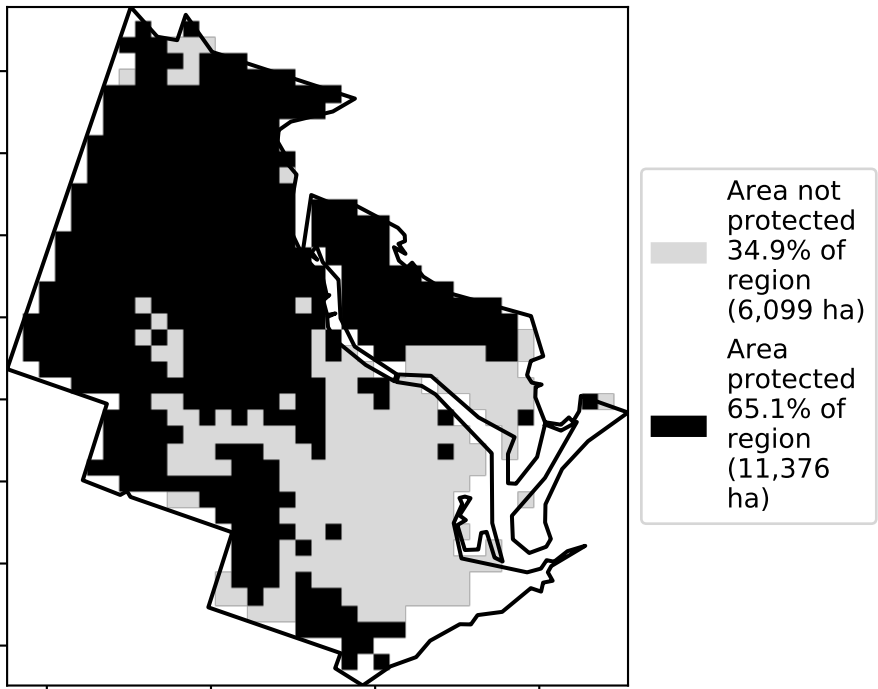 Area not
protected
34.9% of
region
(6,099 ha)
Area
protected
65.1% of
region
(11,376
ha)